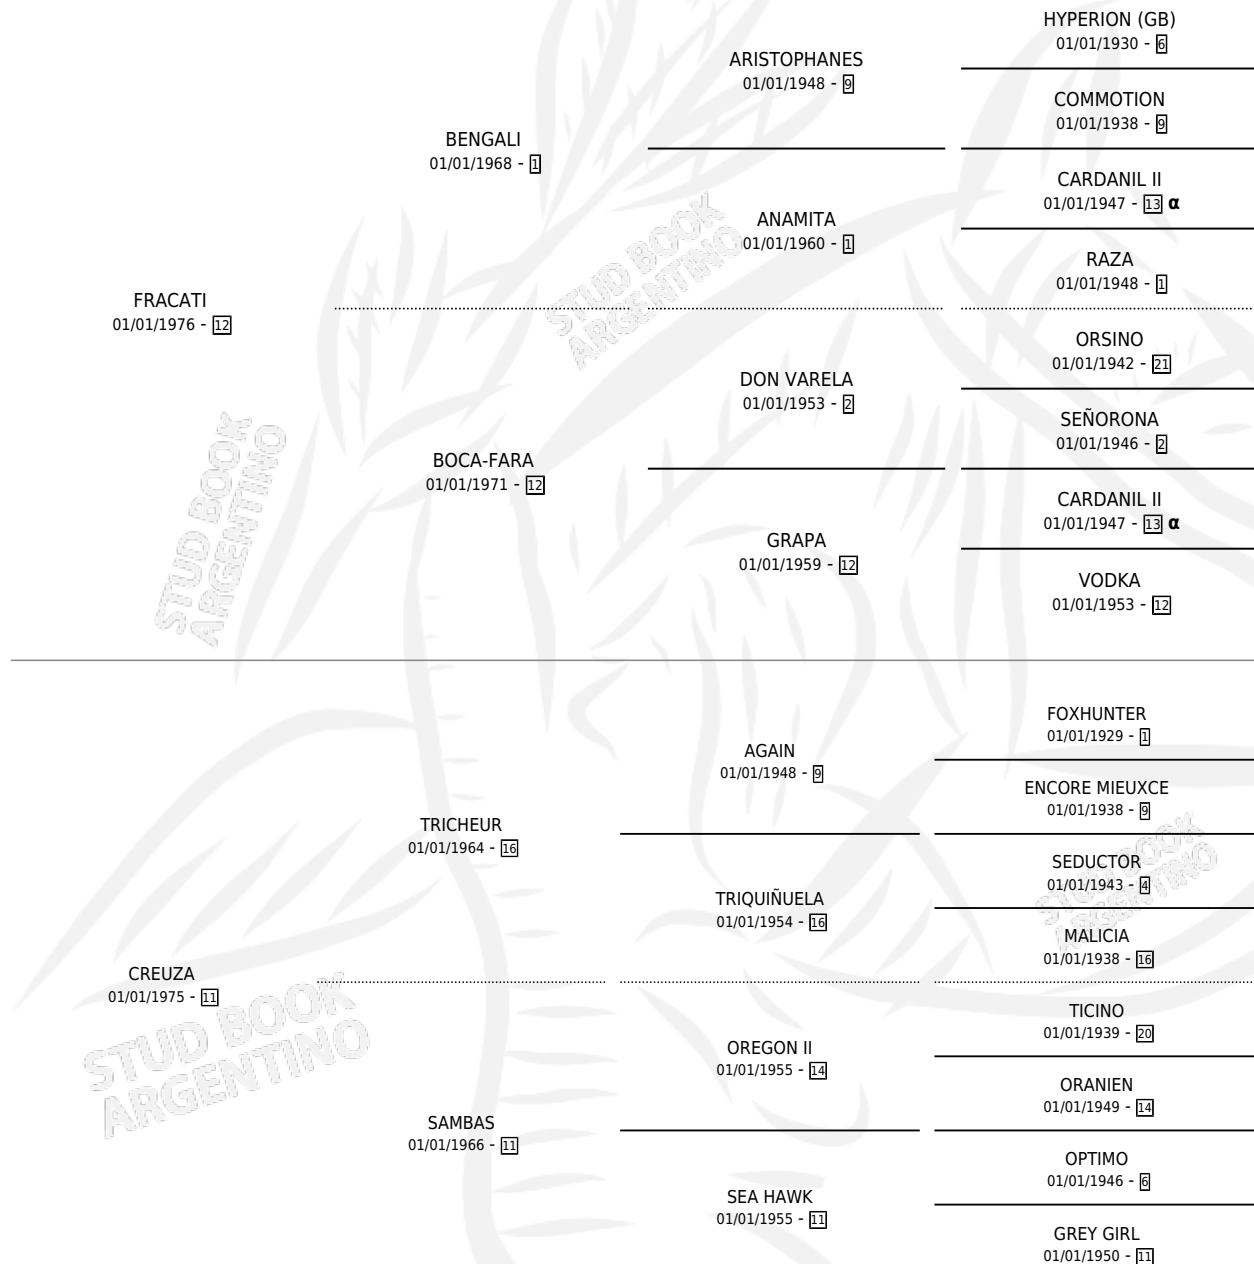 HYPERION (GB)
01/01/1930 - 6
ARISTOPHANES
01/01/1948 - 9
COMMOTION
01/01/1938 - 9
BENGALI
01/01/1968 - 1
CARDANIL II
01/01/1947 - 13 α
ANAMITA
01/01/1960 - 1
RAZA
01/01/1948 - 1
FRACATI
01/01/1976 - 12
ORSINO
01/01/1942 - 21
DON VARELA
01/01/1953 - 2
SEÑORONA
01/01/1946 - 2
BOCA-FARA
01/01/1971 - 12
CARDANIL II
01/01/1947 - 13 α
GRAPA
01/01/1959 - 12
VODKA
01/01/1953 - 12
FOXHUNTER
01/01/1929 - 1
AGAIN
01/01/1948 - 9
ENCORE MIEUXCE
01/01/1938 - 9
TRICHEUR
01/01/1964 - 16
SEDUCTOR
01/01/1943 - 4
TRIQUIÑUELA
01/01/1954 - 16
MALICIA
01/01/1938 - 16
CREUZA
01/01/1975 - 11
TICINO
01/01/1939 - 20
OREGON II
01/01/1955 - 14
ORANIEN
01/01/1949 - 14
SAMBAS
01/01/1966 - 11
OPTIMO
01/01/1946 - 6
SEA HAWK
01/01/1955 - 11
GREY GIRL
01/01/1950 - 11
STUD BOOK
ARGENTINO
STUD BOOK
ARGENTINO
STUD BOOK
ARGENTINO
STUD BOOK
ARGENTINO